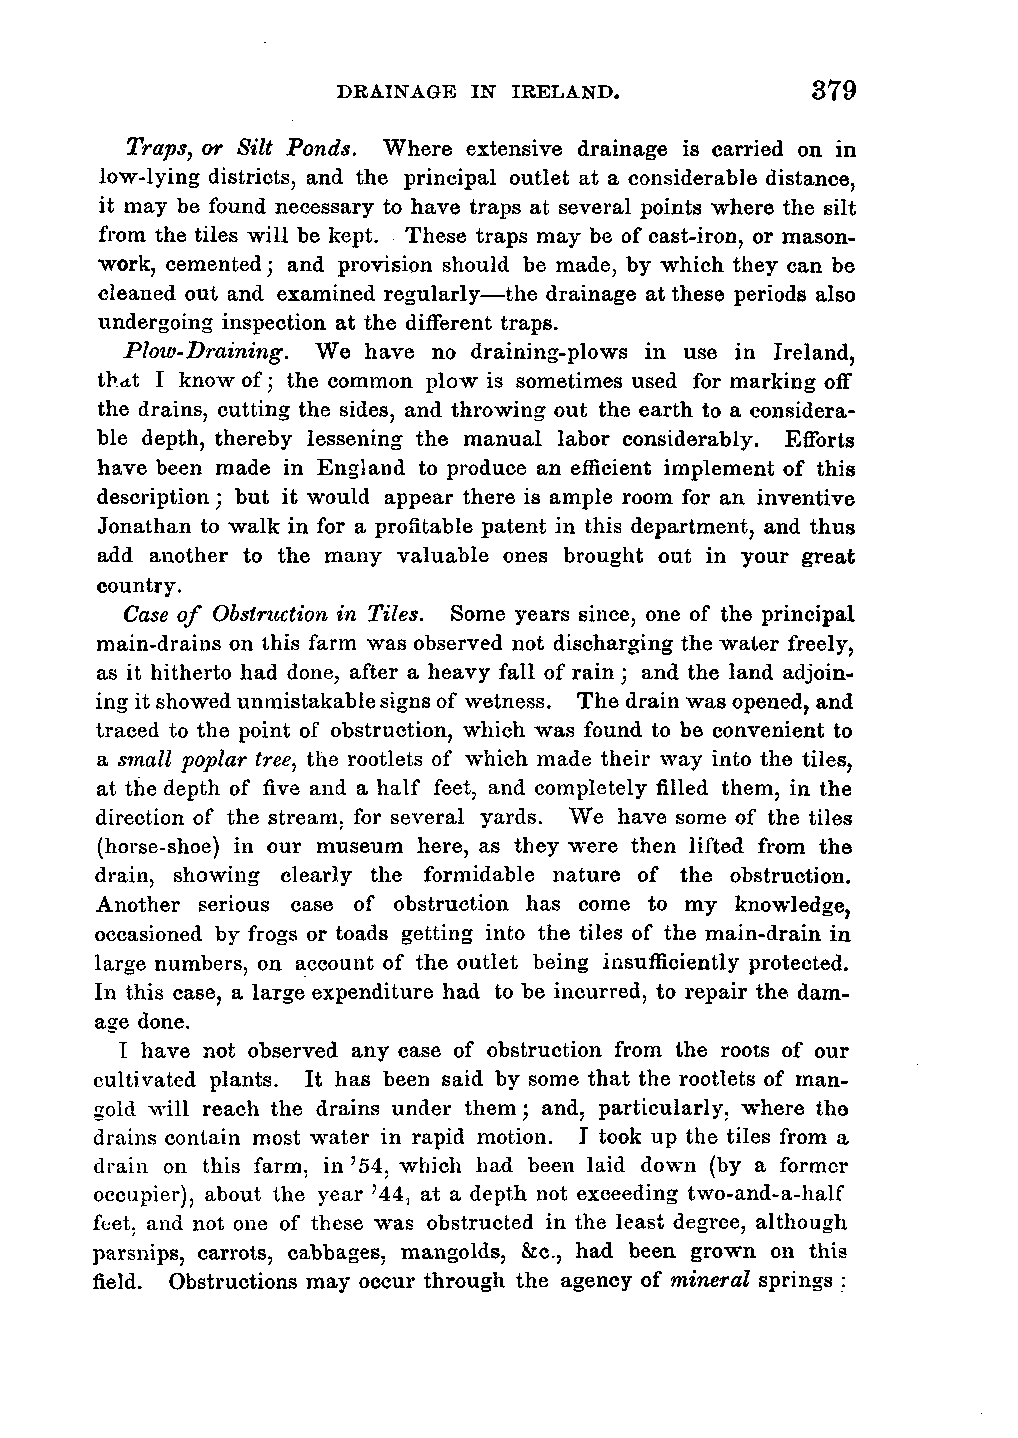 DRAINAGE IN IRELAND. 379
Traps, or Silt Ponds. Where extensive drainage is carried on in
low-lying districts, and the principal outlet at a considerable distance,
it may be found necessary to have traps at several points where the silt
from the tiles will be kept. These traps may be of cast-iron, or mason-
work, cemented; and provision should be made, by which they can be
cleaned out and examined regularly—the drainage at these periods also
undergoing inspection at the different traps.
Plow-Draining. We have no draining-plows in use in Ireland,
that I know of; the common plow is sometimes used for marking off
the drains, cutting the sides, and throwing out the earth to a considera-
ble depth, thereby lessening the manual labor considerably. Efforts
have been made in England to produce an efficient implement of this
description; but it would appear there is ample room for an inventive
Jonathan to walk in for a profitable patent in this department, and thus
add another to the many valuable ones brought out in your great
country.
Case of Obstruction in Tiles. Some years since, one of the principal
main-drains on this farm was observed not discharging the water freely,
as it hitherto had done, after a heavy fall of rain; and the land adjoin-
ing it showed unmistakable signs of wetness. The drain was opened, and
traced to the point of obstruction, which was found to be convenient to
a small poplar tree, the rootlets of which made their way into the tiles,
at the depth of five and a half feet, and completely filled them, in the
direction of the stream, for several yards. We have some of the tiles
(horse-shoe) in our museum here, as they were then lifted from the
drain, showing clearly the formidable nature of the obstruction.
Another serious case of obstruction has come to my knowledge,
occasioned by frogs or toads getting into the tiles of the main-drain in
large numbers, on account of the outlet being insufficiently protected.
In this case, a large expenditure had to be incurred, to repair the dam-
age done.
I have not observed any case of obstruction from the roots of our
cultivated plants. It has been said by some that the rootlets of man-
gold will reach the drains under them; and, particularly, where the
drains contain most water in rapid motion. I took up the tiles from a
drain on this farm, in '54, which had been laid down (by a former
occupier), about the year '44, at a depth not exceeding two-and-a-half
feet, and not one of these was obstructed in the least degree, although
parsnips, carrots, cabbages, mangolds, &c., had been grown on this
field. Obstructions may occur through the agency of mineral springs: